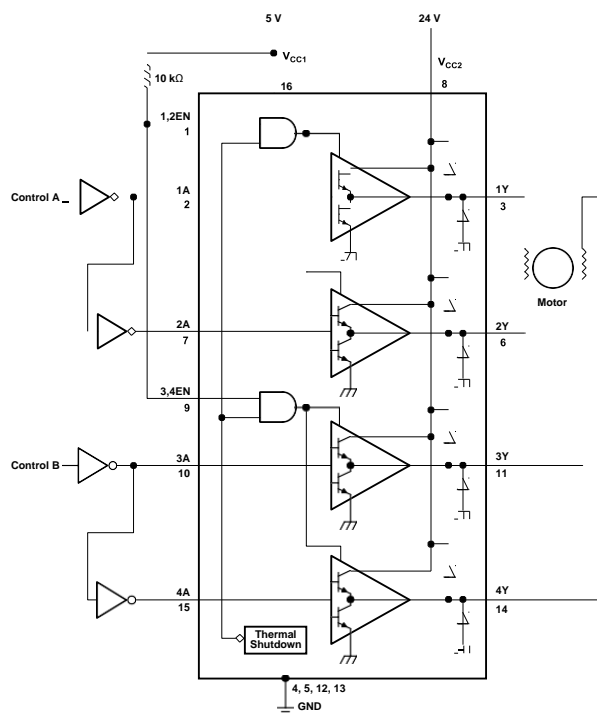 5 V
24 V
VCC1
10 kΩ
VCC2
16
8
1,2EN
1
Control A
1A
2
1Y
3
Motor
2A
7
2Y
6
3,4EN
9
Control B
3A
10
3Y
11
4A
15
4Y
14
Thermal
Shutdown
4, 5, 12, 13
GND